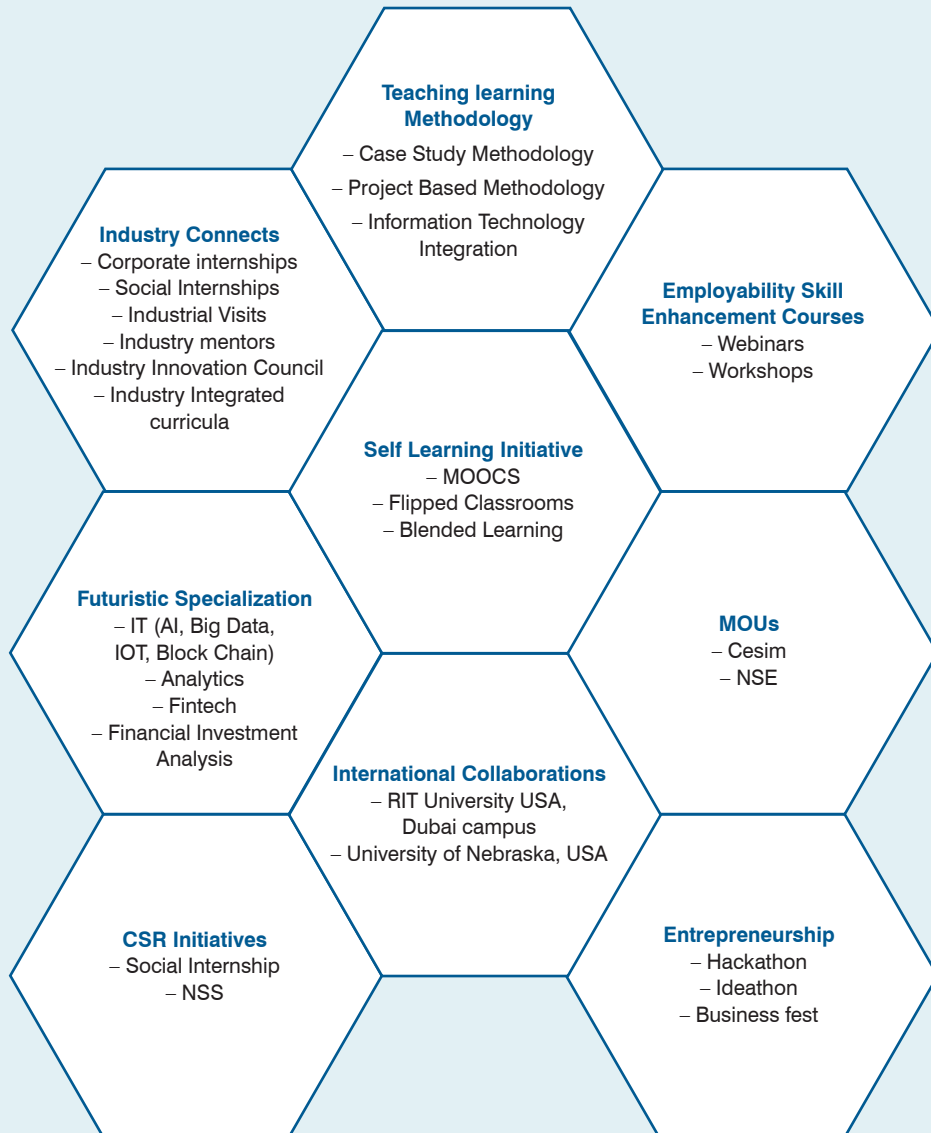 Teaching learning
Methodology
– Case Study Methodology
– Project Based Methodology
– Information Technology
Integration
Industry Connects
– Corporate internships
– Social Internships
– Industrial Visits
– Industry mentors
– Industry Innovation Council
– Industry Integrated
curricula
Employability Skill
Enhancement Courses
– Webinars
– Workshops
Self Learning Initiative
– MOOCS
– Flipped Classrooms
– Blended Learning
Futuristic Specialization
– IT (AI, Big Data,
IOT, Block Chain)
– Analytics
– Fintech
– Financial Investment
Analysis
MOUs
– Cesim
– NSE
International Collaborations
– RIT University USA,
Dubai campus
– University of Nebraska, USA
CSR Initiatives
– Social Internship
– NSS
Entrepreneurship
– Hackathon
– Ideathon
– Business fest